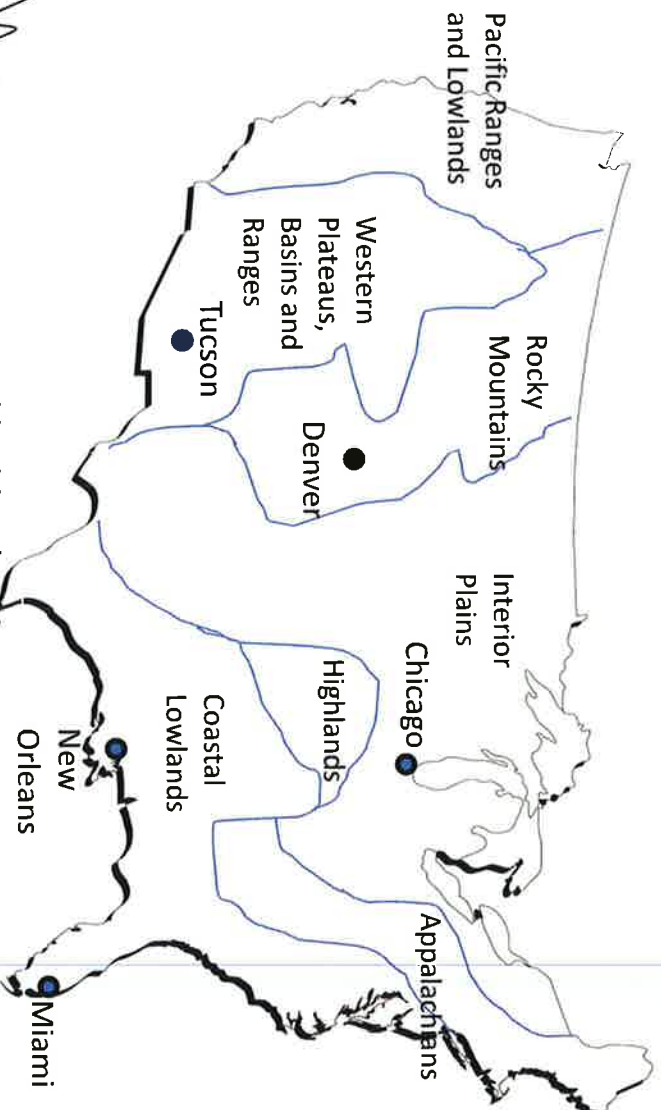 Pacific Ranges
and Lowlands
Western
Plateaus,
Basins and
Ranges
Rocky
Mountains
Tucson
Denver
Interior
Plains
Chicago
Highlands
Coastal
Lowlands
New
Orleans
Appalachians
Miami